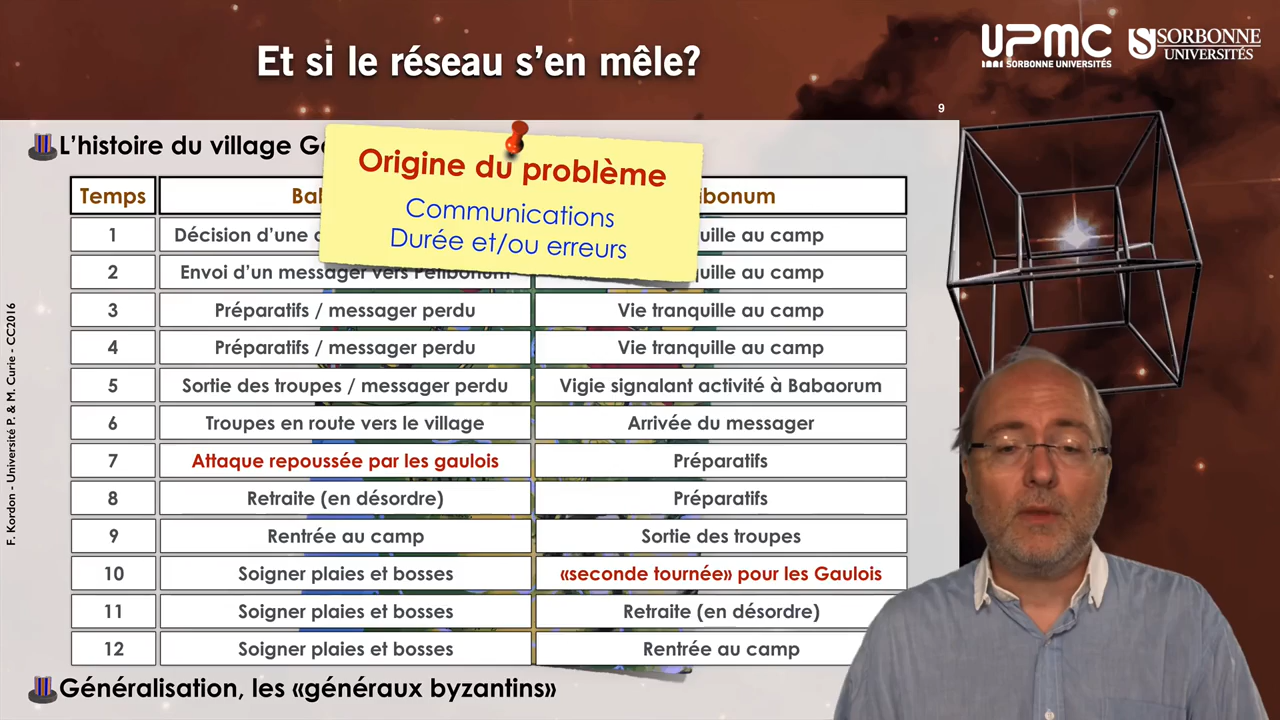 Et si le réseau s'en mêle?
UPMC
SORBONNE UNIVERSITÉS
SORBONNE
UNIVERSITÉS
9
L'histoire du village
Origine du problème
Communications
Durée et/ou erreurs
Temps
1 Décision d'une au camp
2 Envoi d'un messager vers Petibonum au camp
3 Préparatifs / messager perdu Vie tranquille au camp
4 Préparatifs / messager perdu Vie tranquille au camp
5 Sortie des troupes / messager perdu Vigie signalant activité à Babaorum
6 Troupes en route vers le village Arrivée du messager
7 Attaque repoussée par les gaulois Préparatifs
8 Retraite (en désordre) Préparatifs
9 Rentrée au camp Sortie des troupes
10 Soigner plaies et bosses «seconde tournée» pour les Gaulois
11 Soigner plaies et bosses Retraite (en désordre)
12 Soigner plaies et bosses Rentrée au camp
Généralisation, les «généraux byzantins»
F. Kordon - Université P. & M. Curie - CC2016